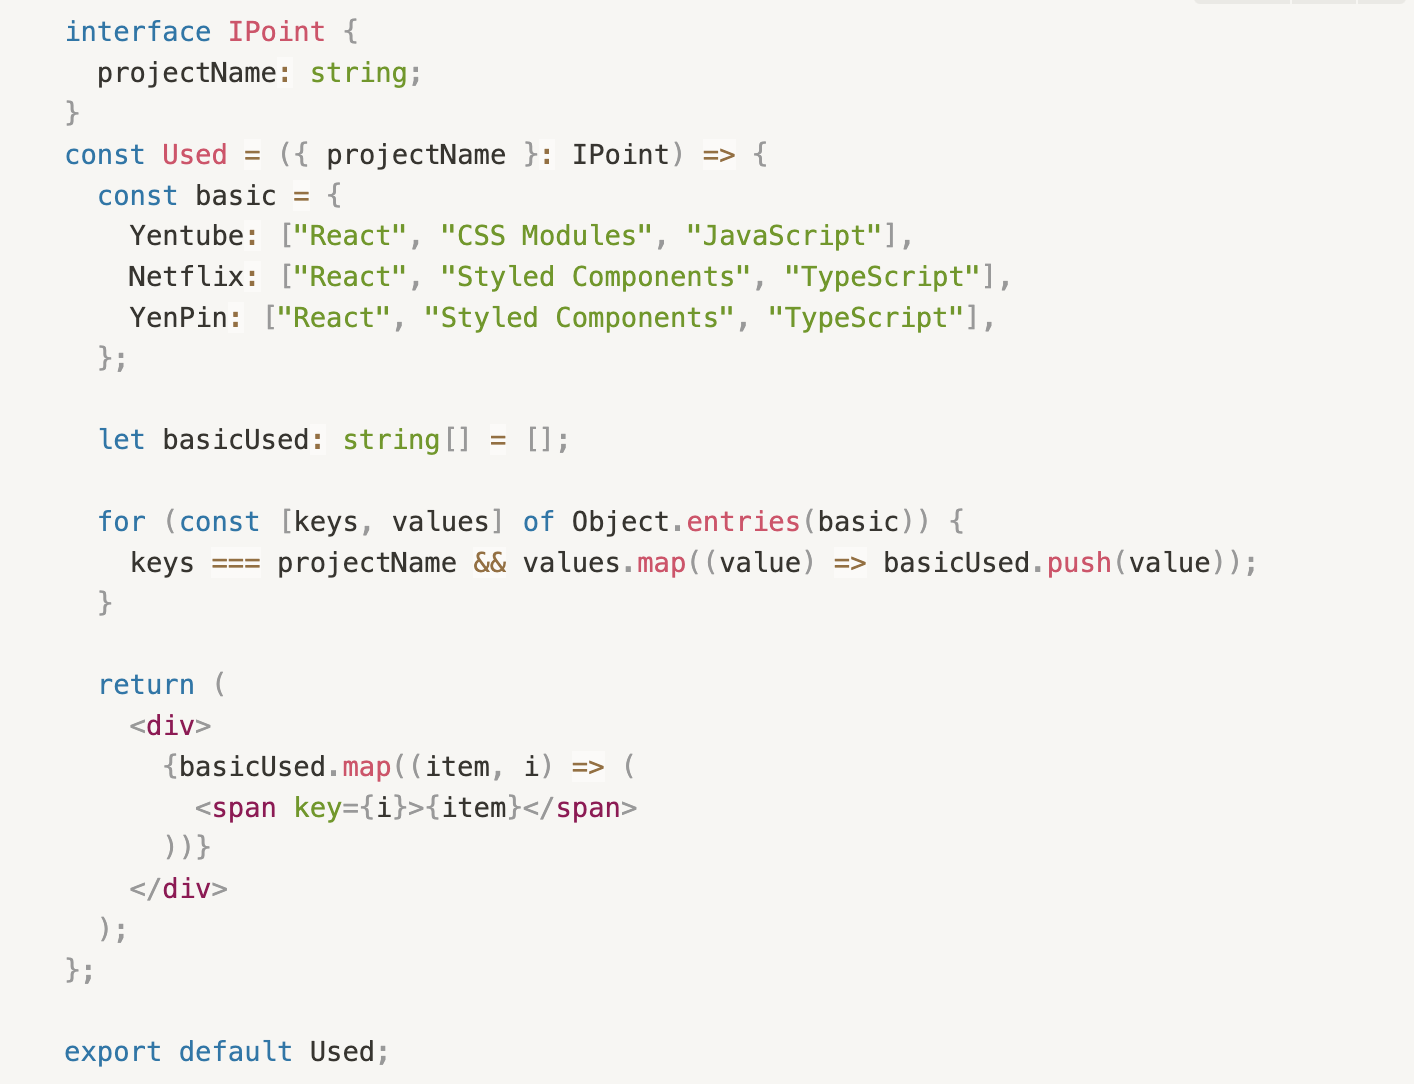 interface IPoint {
  projectName: string;
}
const Used = ({ projectName }: IPoint) => {
  const basic = {
    Yentube: ["React", "CSS Modules", "JavaScript"],
    Netflix: ["React", "Styled Components", "TypeScript"],
    YenPin: ["React", "Styled Components", "TypeScript"],
  };

  let basicUsed: string[] = [];

  for (const [keys, values] of Object.entries(basic)) {
    keys === projectName && values.map((value) => basicUsed.push(value));
  }

  return (
    <div>
      {basicUsed.map((item, i) => (
        <span key={i}>{item}</span>
      ))}
    </div>
  );
};

export default Used;